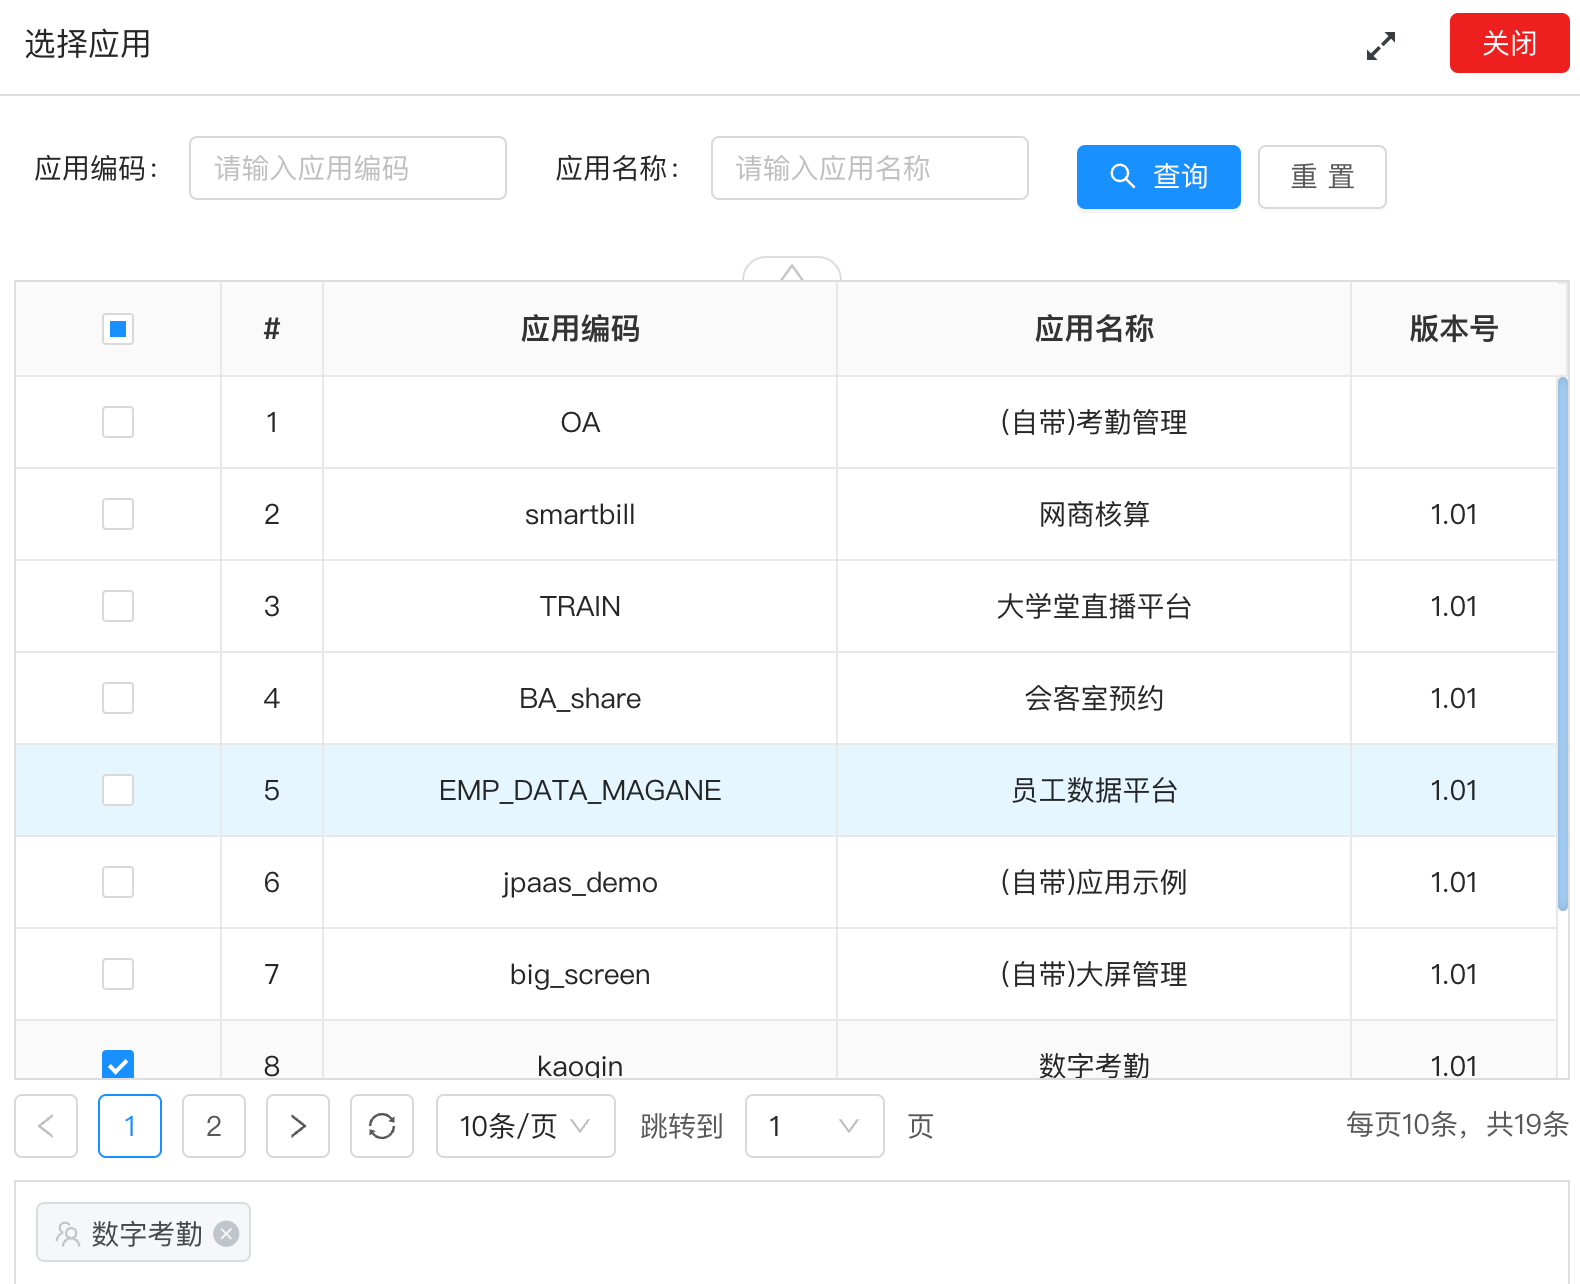 选择应用
关闭
应用编码: 请输入应用编码 应用名称: 请输入应用名称 查询 重 置
# 应用编码 应用名称 版本号
1 OA (自带)考勤管理
2 smartbill 网商核算 1.01
3 TRAIN 大学堂直播平台 1.01
4 BA_share 会客室预约 1.01
5 EMP_DATA_MAGANE 员工数据平台 1.01
6 jpaas_demo (自带)应用示例 1.01
7 big_screen (自带)大屏管理 1.01
8 kaoqin 数字考勤 1.01
1 2 10条/页 跳转到 1 页 每页10条，共19条
数字考勤